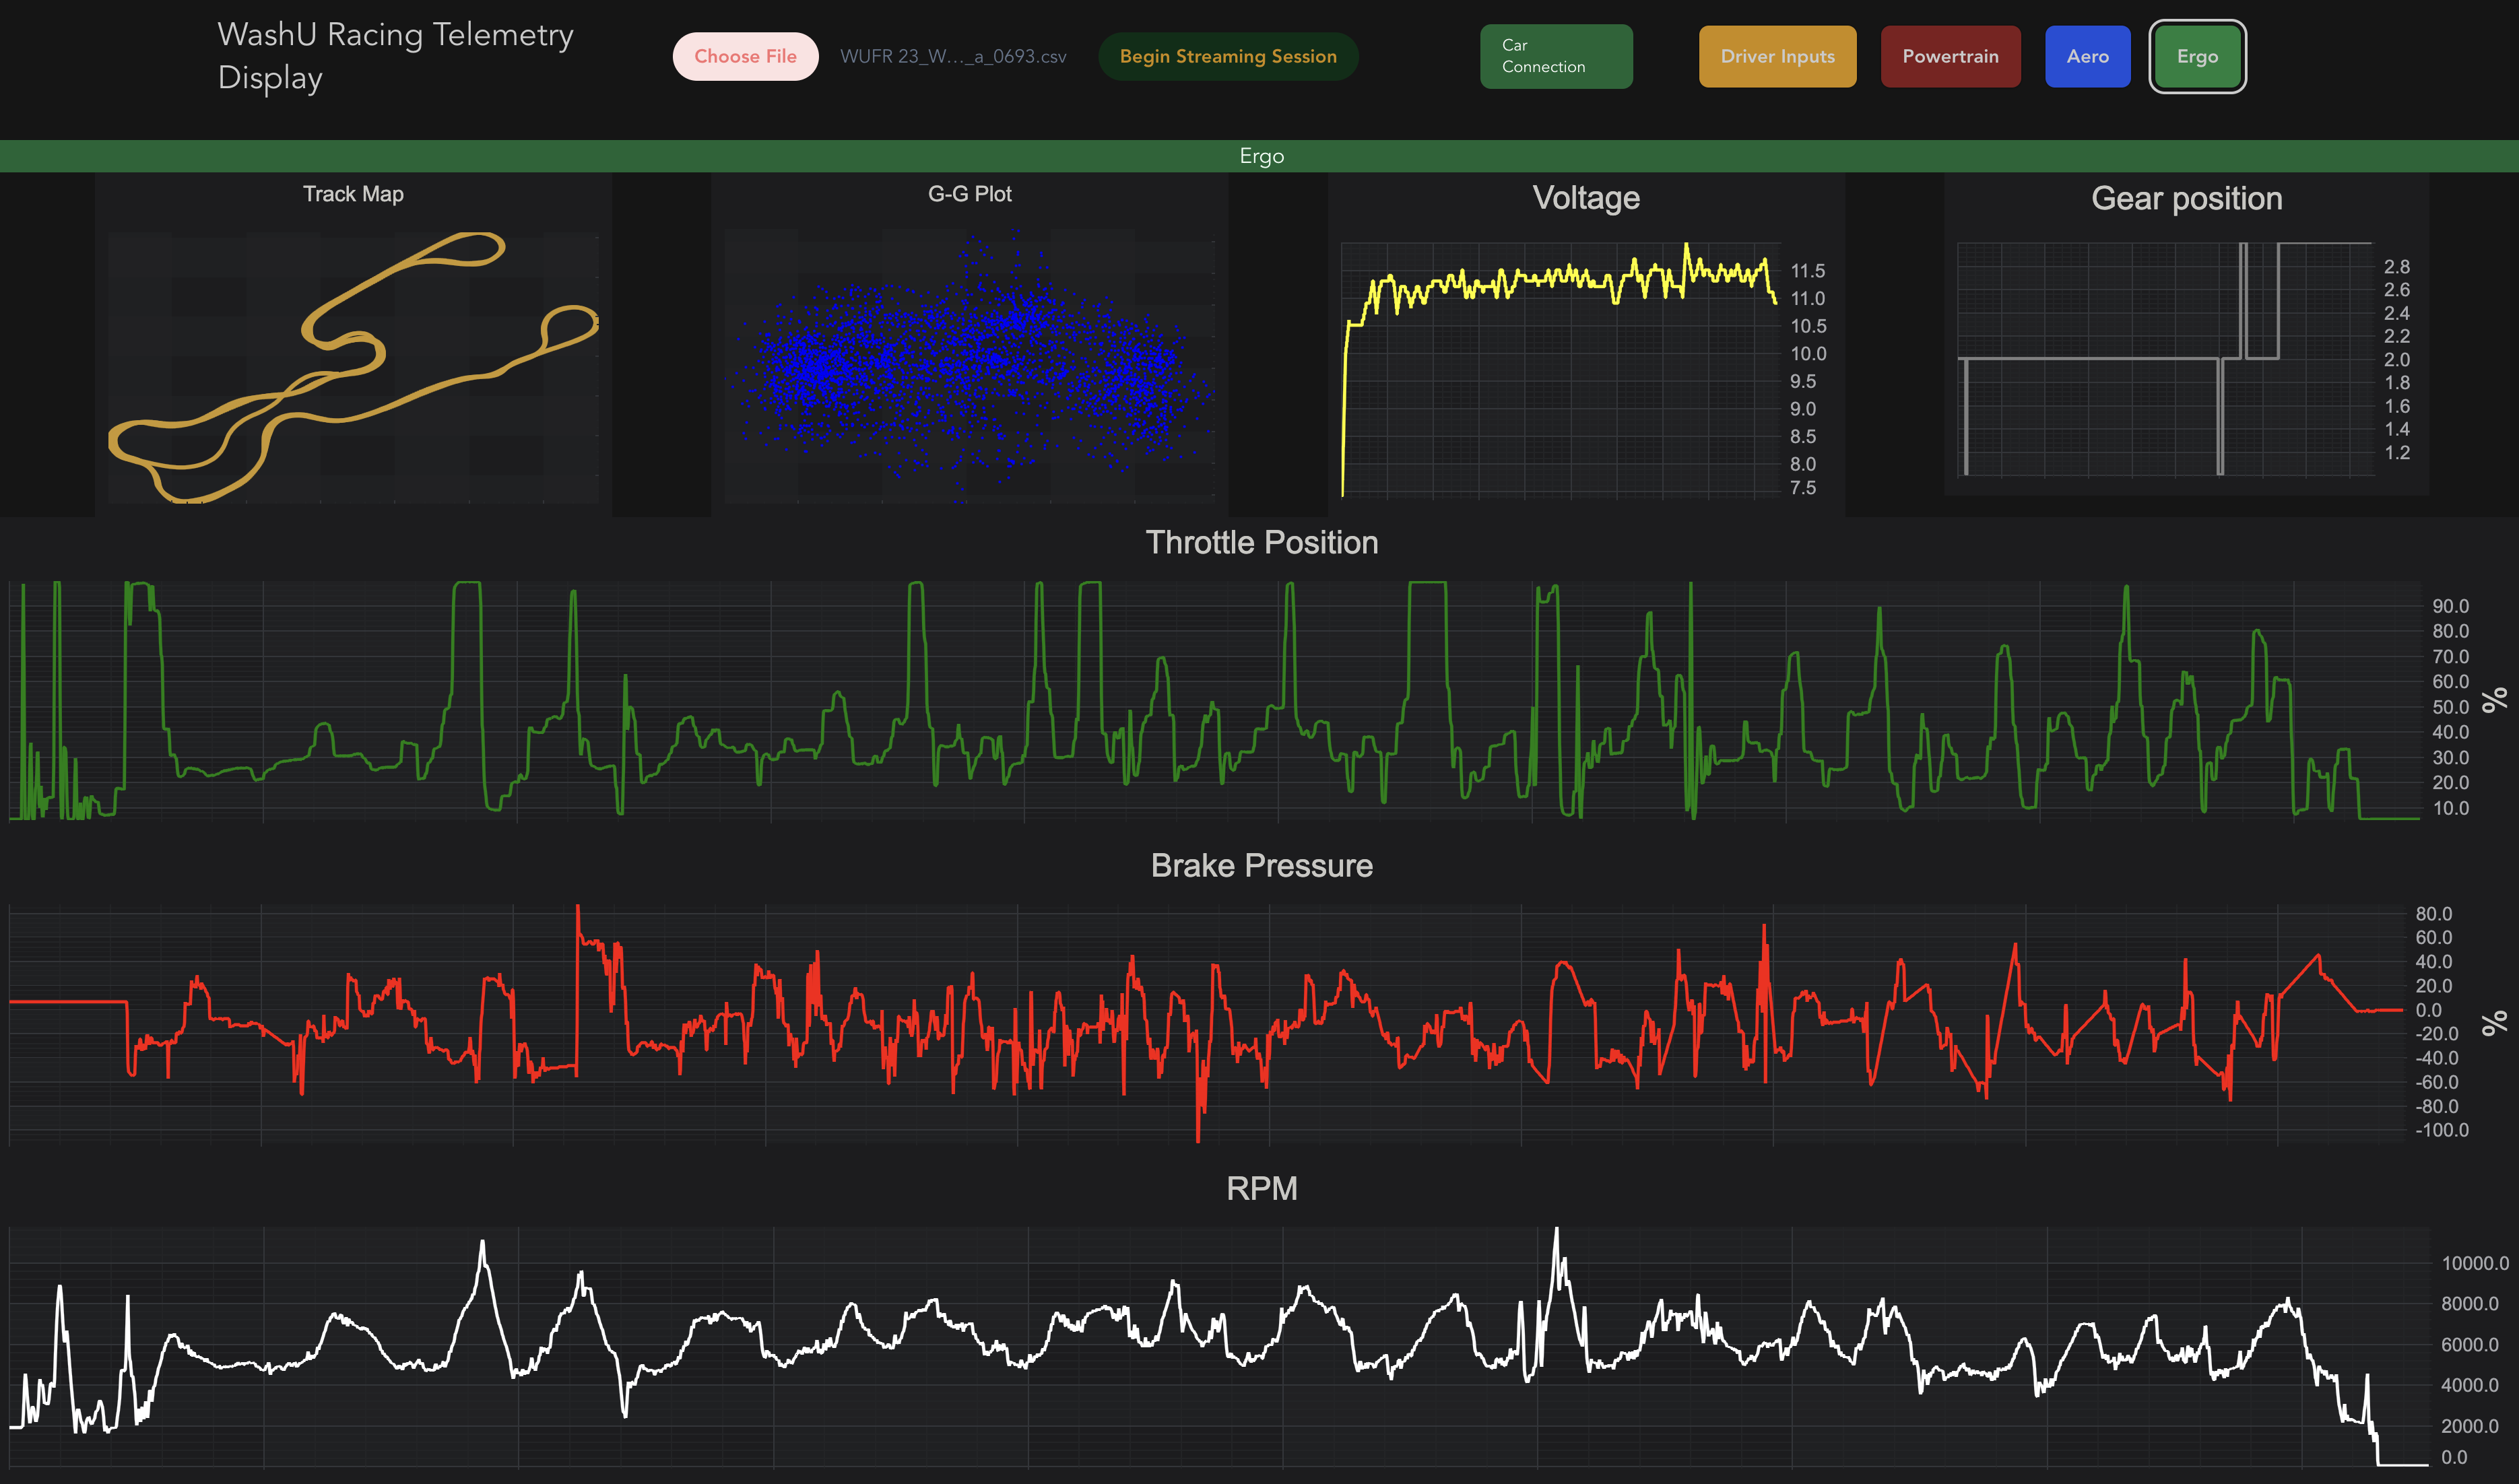 WashU Racing Telemetry
Display
Choose File
WUFR 23_W..._a_0693.csv
Begin Streaming Session
Car
Connection
Driver Inputs
Powertrain
Aero
Ergo
Ergo
Track Map
G-G Plot
Voltage
11.5
11.0
10.5
10.0
9.5
9.0
8.5
8.0
7.5
Gear position
2.8
2.6
2.4
2.2
2.0
1.8
1.6
1.4
1.2
Throttle Position
90.0
80.0
70.0
60.0
50.0
40.0
30.0
20.0
10.0
%
Brake Pressure
80.0
60.0
40.0
20.0
0.0
-20.0
-40.0
-60.0
-80.0
-100.0
%
RPM
10000.0
8000.0
6000.0
4000.0
2000.0
0.0